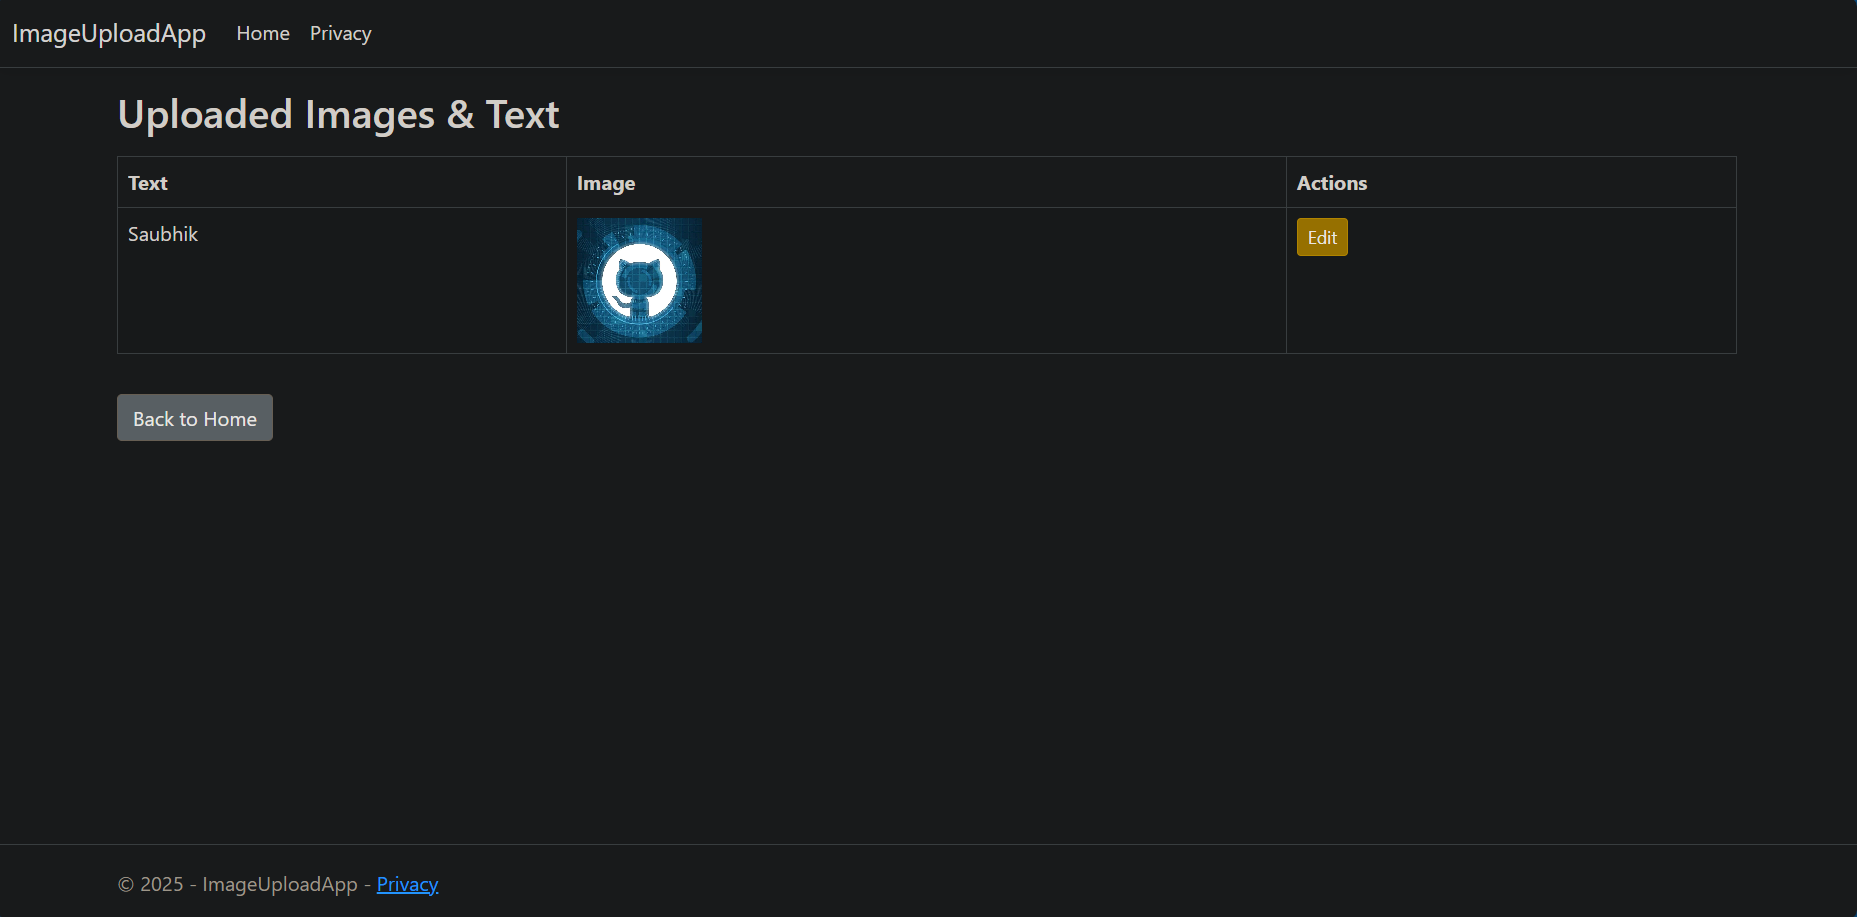 ImageUploadApp Home Privacy
Uploaded Images & Text
Text Image Actions
Saubhik Edit
Back to Home
© 2025 - ImageUploadApp - Privacy